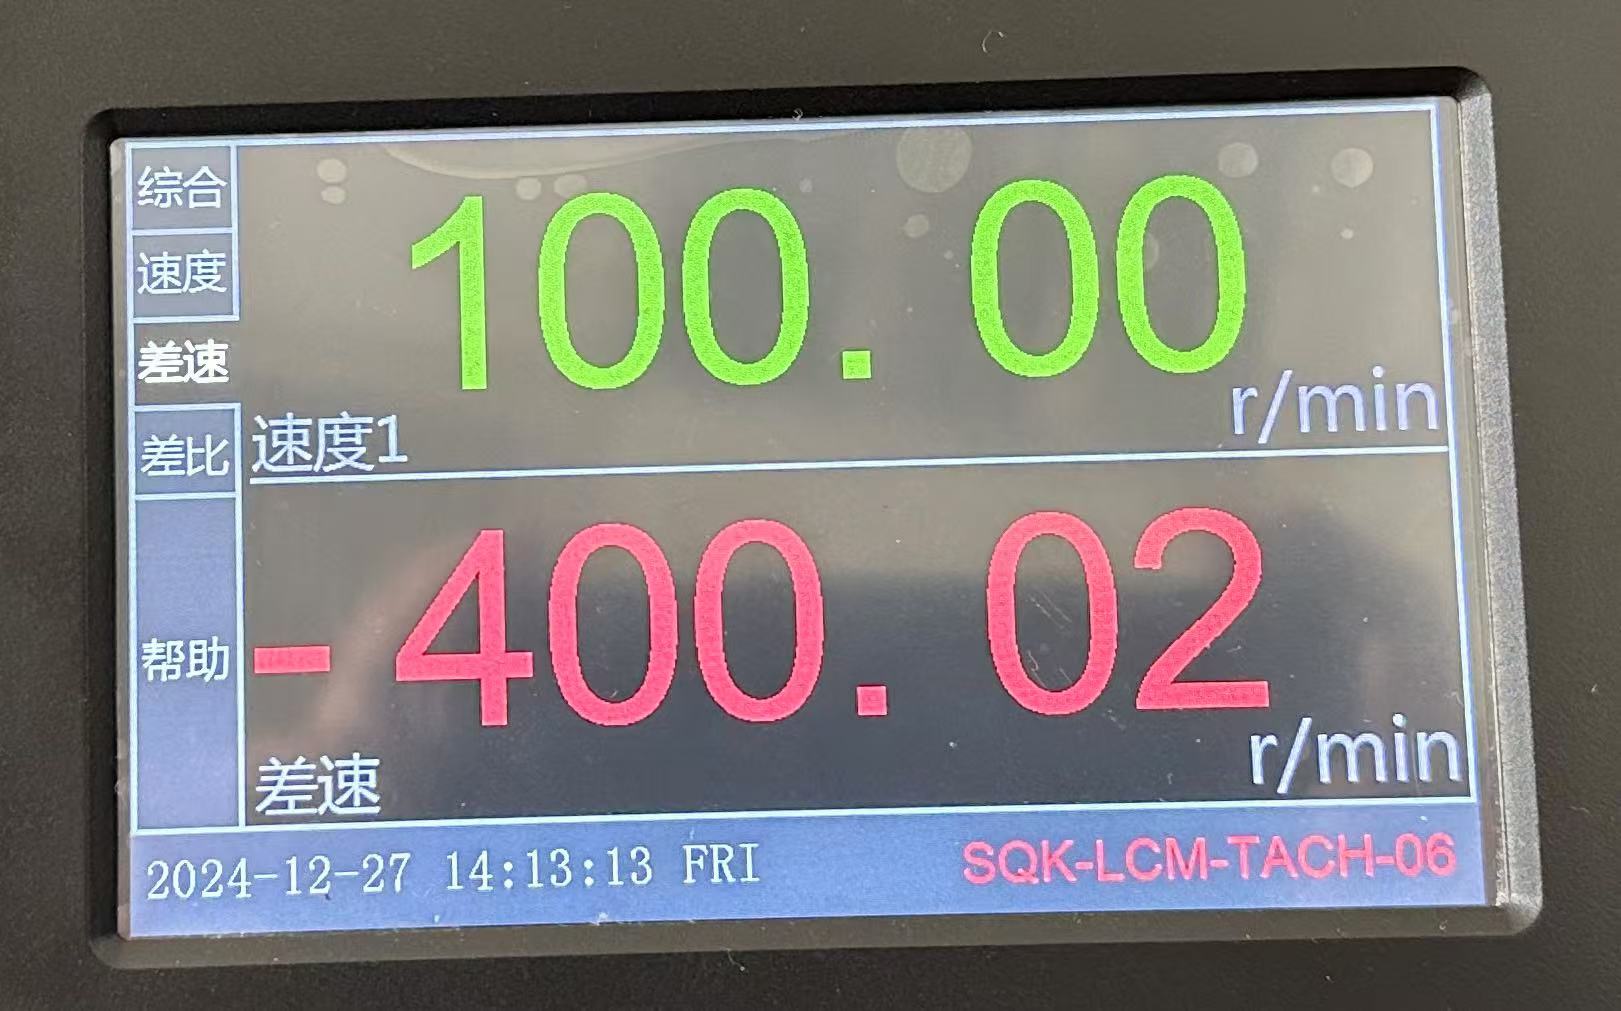 综合
速度
差速
差比
帮助
100.00
速度1 r/min
-400.02
差速 r/min
2024-12-27 14:13:13 FRI SQK-LCM-TACH-06